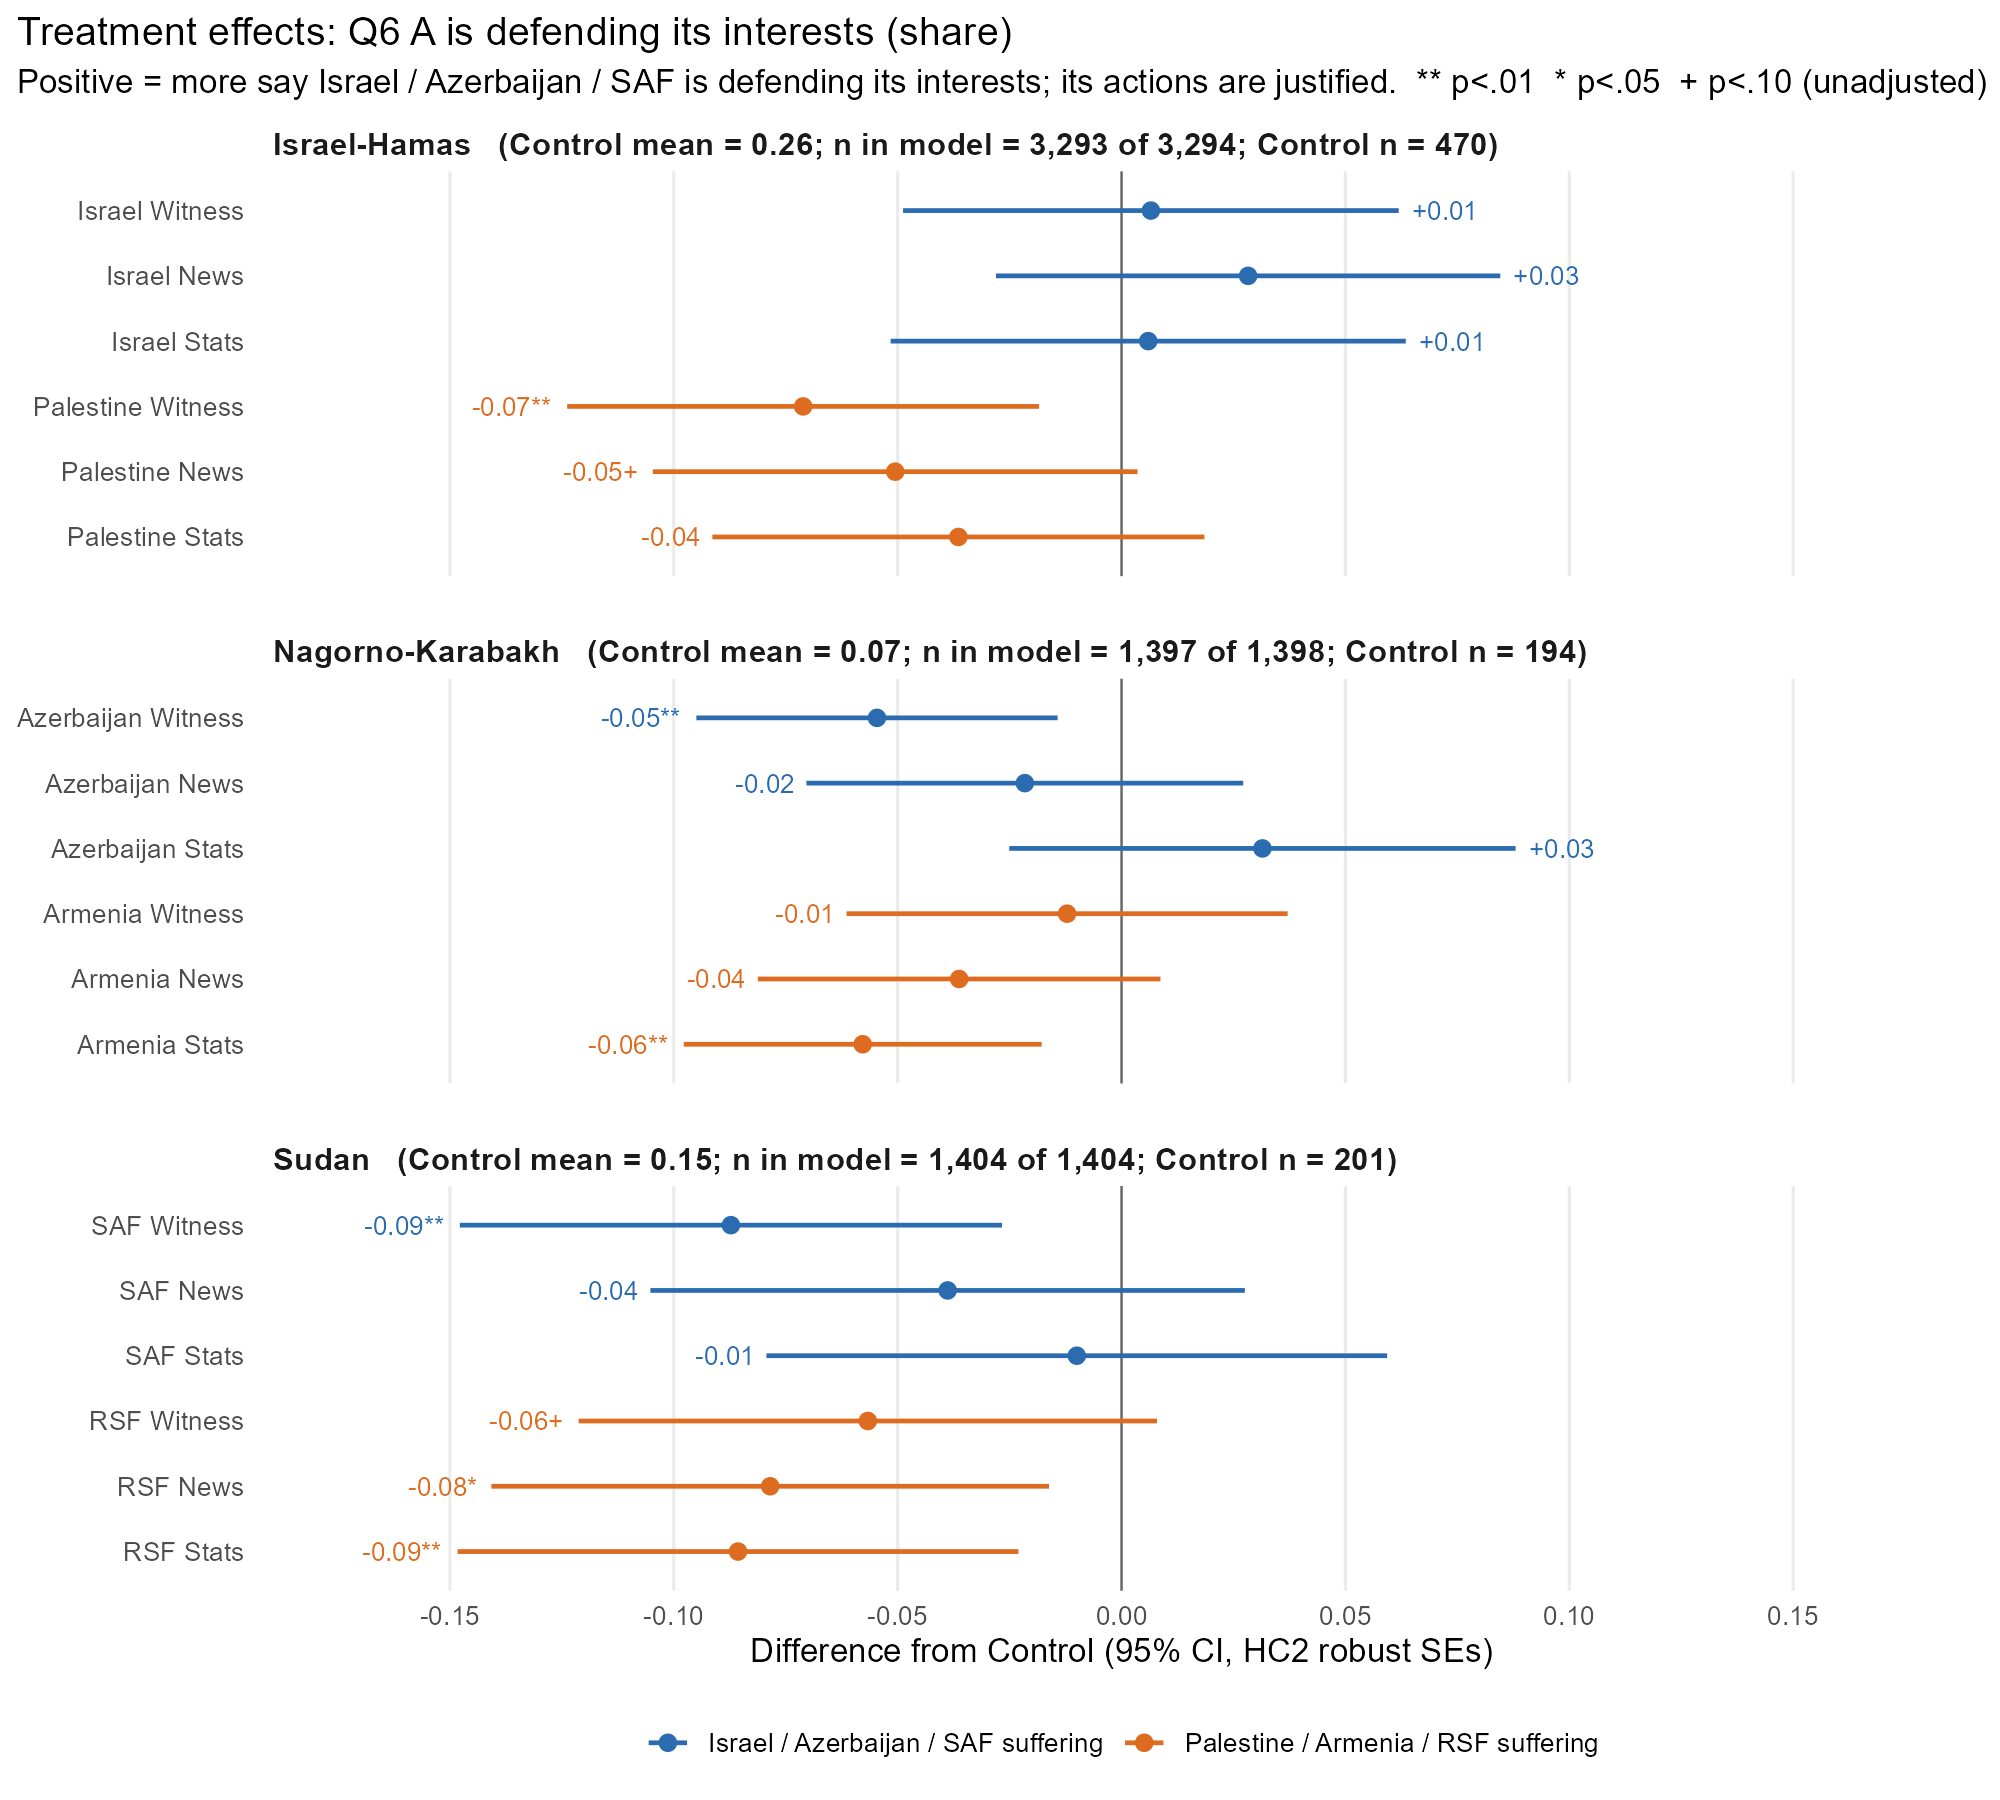 Treatment effects: Q6 A is defending its interests (share)
Positive = more say Israel / Azerbaijan / SAF is defending its interests; its actions are justified.  ** p<.01  * p<.05  + p<.10 (unadjusted)
Israel-Hamas   (Control mean = 0.26; n in model = 3,293 of 3,294; Control n = 470)
Israel Witness +0.01
Israel News +0.03
Israel Stats +0.01
Palestine Witness -0.07**
Palestine News -0.05+
Palestine Stats -0.04
Nagorno-Karabakh   (Control mean = 0.07; n in model = 1,397 of 1,398; Control n = 194)
Azerbaijan Witness -0.05**
Azerbaijan News -0.02
Azerbaijan Stats +0.03
Armenia Witness -0.01
Armenia News -0.04
Armenia Stats -0.06**
Sudan   (Control mean = 0.15; n in model = 1,404 of 1,404; Control n = 201)
SAF Witness -0.09**
SAF News -0.04
SAF Stats -0.01
RSF Witness -0.06+
RSF News -0.08*
RSF Stats -0.09**
-0.15 -0.10 -0.05 0.00 0.05 0.10 0.15
Difference from Control (95% CI, HC2 robust SEs)
Israel / Azerbaijan / SAF suffering Palestine / Armenia / RSF suffering